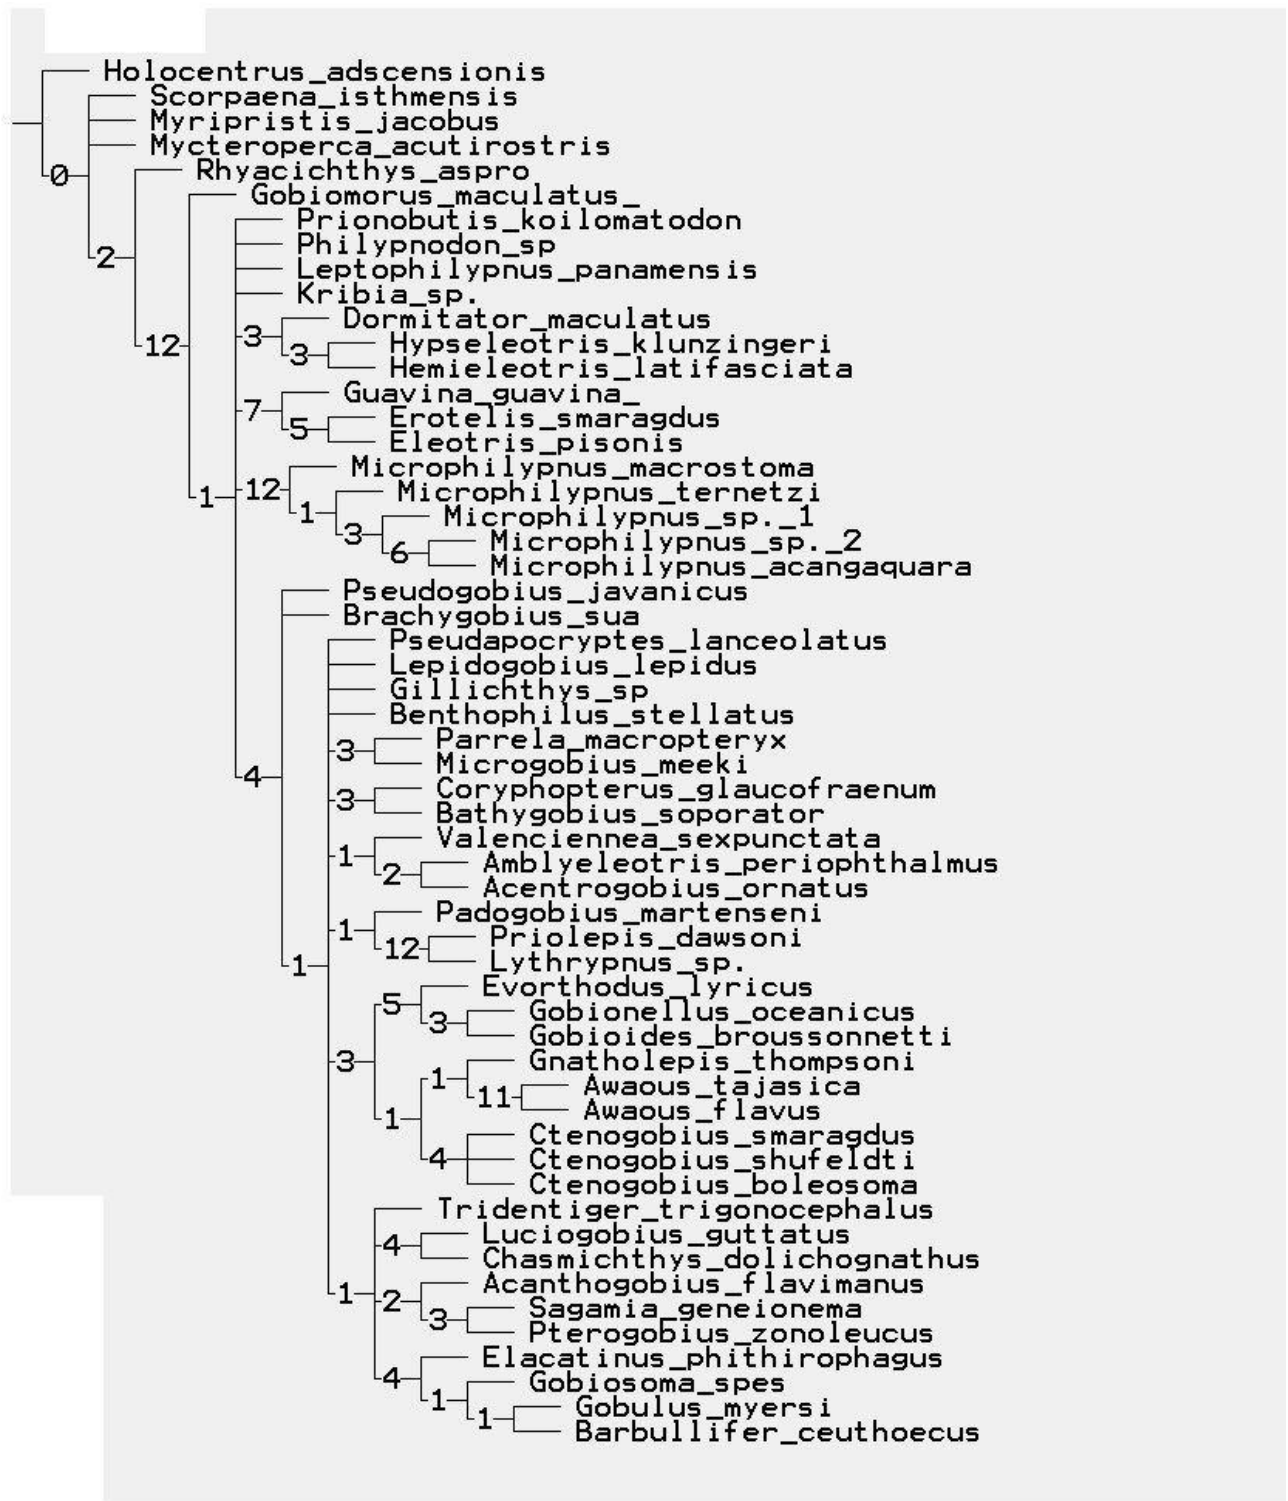 Holocentrus_adscensionis
Scorpaena_isthmensis
Myripristis_jacobus
Mycteroperca_acutirostris
0
Rhyacichthys_aspro
Gobiomorus_maculatus_
Prionobutis_koilomatodon
Philypnodon_sp
2
Leptophilypnus_panamensis
Kribia_sp.
Dormitator_maculatus
3
12
Hypseleotris_klunzingeri
3
Hemieleotris_latifasciata
Guavina_guavina_
7
Erotelis_smaragdus
5
Eleotris_pisonis
Microphilypnus_macrostoma
12
Microphilypnus_ternetzi
1
1
Microphilypnus_sp._1
3
Microphilypnus_sp._2
6
Microphilypnus_acangaquara
Pseudogobius_javanicus
Brachygobius_sua
Pseudapocryptes_lanceolatus
Lepidogobius_lepidus
Gillichthys_sp
Benthophilus_stellatus
Parrela_macropteryx
3
Microgobius_meeki
4
Coryphopterus_glaucofraenum
3
Bathygobius_soporator
Valenciennea_sexpunctata
1
Amblyeleotris_periophthalmus
2
Acentrogobius_ornatus
Padogobius_martenseni
1
Priolepis_dawsoni
12
Lythrypnus_sp.
1
Evorthodus_lyricus
5
Gobionellus_oceanicus
3
Gobioides_broussonnetti
Gnatholepis_thompsoni
3
1
Awaous_tajasica
11
Awaous_flavus
1
Ctenogobius_smaragdus
4
Ctenogobius_shufeldti
Ctenogobius_boleosoma
Tridentiger_trigonocephalus
Luciogobius_guttatus
4
Chasmichthys_dolichognathus
Acanthogobius_flavimanus
1
2
Sagamia_geneionema
3
Pterogobius_zonoleucus
Elacatinus_phithirophagus
4
Gobiosoma_spes
1
Gobulus_myersi
1
Barbullifer_ceuthoecus